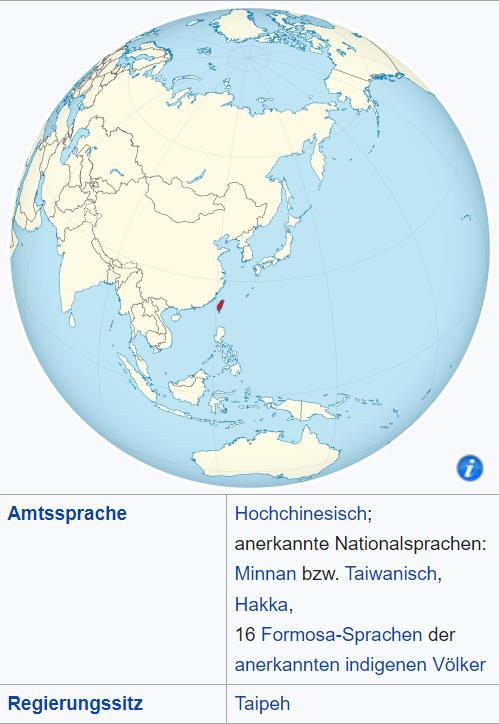 Amtssprache
Hochchinesisch;
anerkannte Nationalsprachen:
Minnan bzw. Taiwanisch,
Hakka,
16 Formosa-Sprachen der
anerkannten indigenen Völker
Regierungssitz
Taipeh